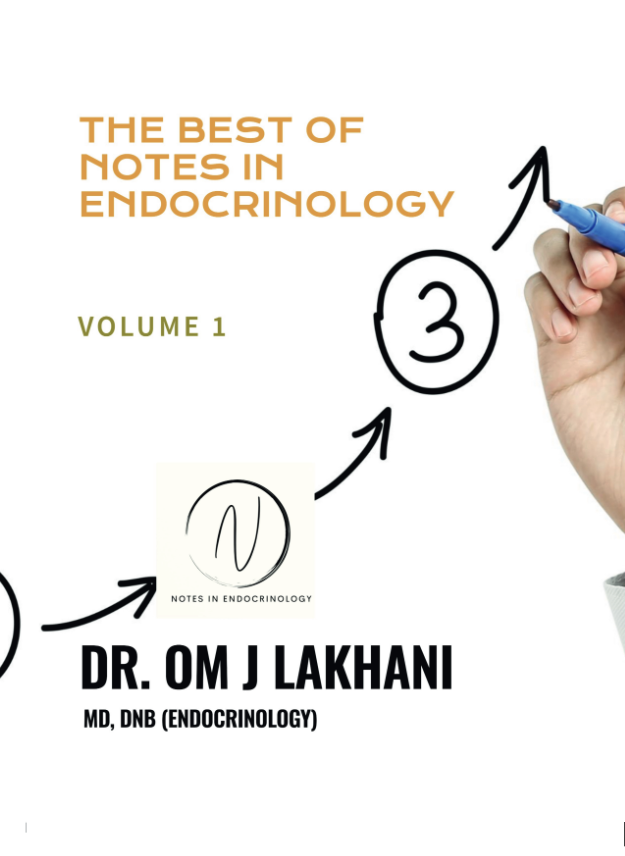 THE BEST OF
NOTES IN
ENDOCRINOLOGY
VOLUME 1
3
N
NOTES IN ENDOCRINOLOGY
DR. OM J LAKHANI
MD, DNB (ENDOCRINOLOGY)